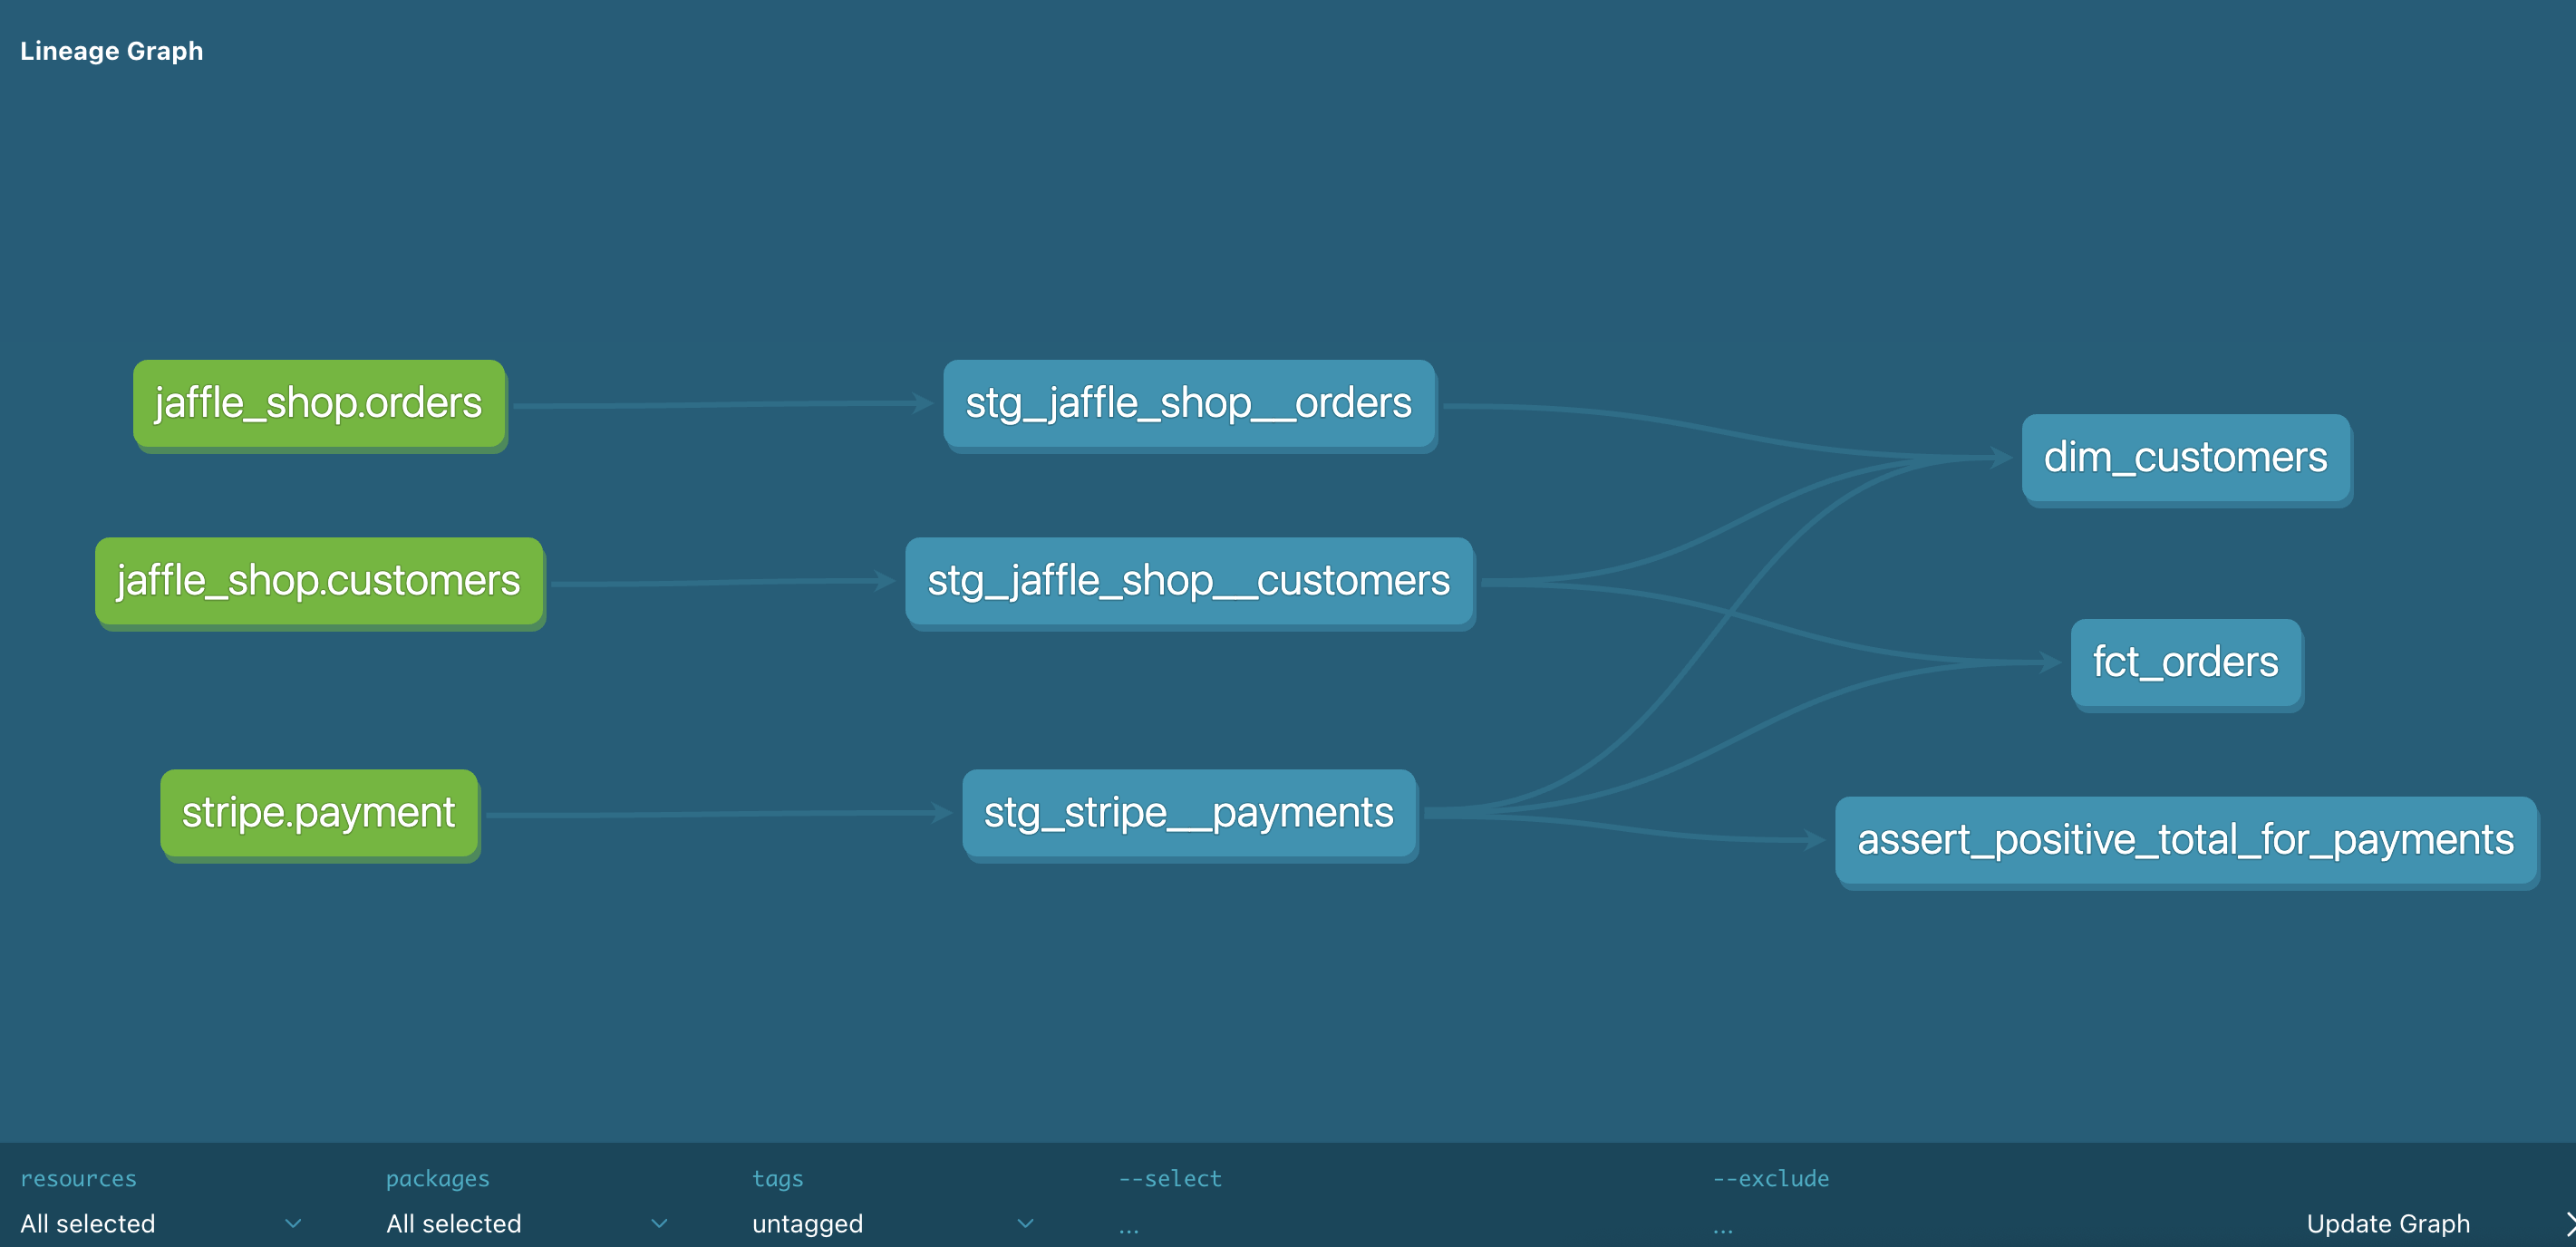 Lineage Graph
jaffle_shop.orders
stg_jaffle_shop__orders
dim_customers
jaffle_shop.customers
stg_jaffle_shop__customers
fct_orders
stripe.payment
stg_stripe__payments
assert_positive_total_for_payments
resources
packages
tags
--select
--exclude
All selected
All selected
untagged
...
...
Update Graph